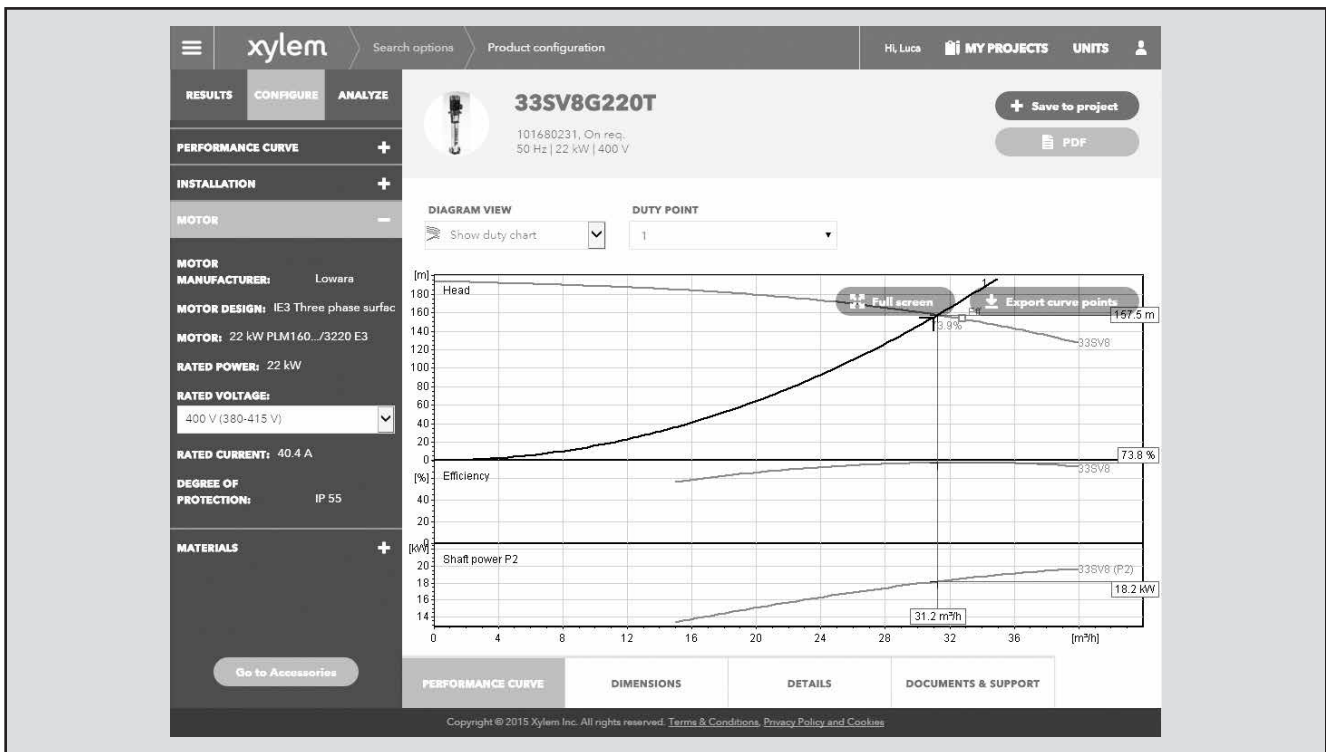 xylem
Search options
Product configuration
Hi, Luca
MY PROJECTS
UNITS
RESULTS
CONFIGURE
ANALYZE
PERFORMANCE CURVE +
INSTALLATION +
MOTOR −
MOTOR
MANUFACTURER: Lowara
MOTOR DESIGN: IE3 Three phase surfac
MOTOR: 22 kW PLM160.../3220 E3
RATED POWER: 22 kW
RATED VOLTAGE:
400 V (380-415 V)
RATED CURRENT: 40.4 A
DEGREE OF
PROTECTION: IP 55
MATERIALS +
Go to Accessories
33SV8G220T
101680231, On req.
50 Hz | 22 kW | 400 V
+ Save to project
PDF
DIAGRAM VIEW
Show duty chart
DUTY POINT
1
[m]
Head
180
160
140
120
100
80
60
40
20
0
1
Full screen
Export curve points
Eff.
157.5 m
3.9%
33SV8
73.8 %
[%]
Efficiency
33SV8
40
20
0
[kW]
Shaft power P2
20
18
16
14
33SV8 (P2)
18.2 kW
31.2 m³/h
0 4 8 12 16 20 24 28 32 36 [m³/h]
PERFORMANCE CURVE
DIMENSIONS
DETAILS
DOCUMENTS & SUPPORT
Copyright © 2015 Xylem Inc. All rights reserved. Terms & Conditions, Privacy Policy and Cookies